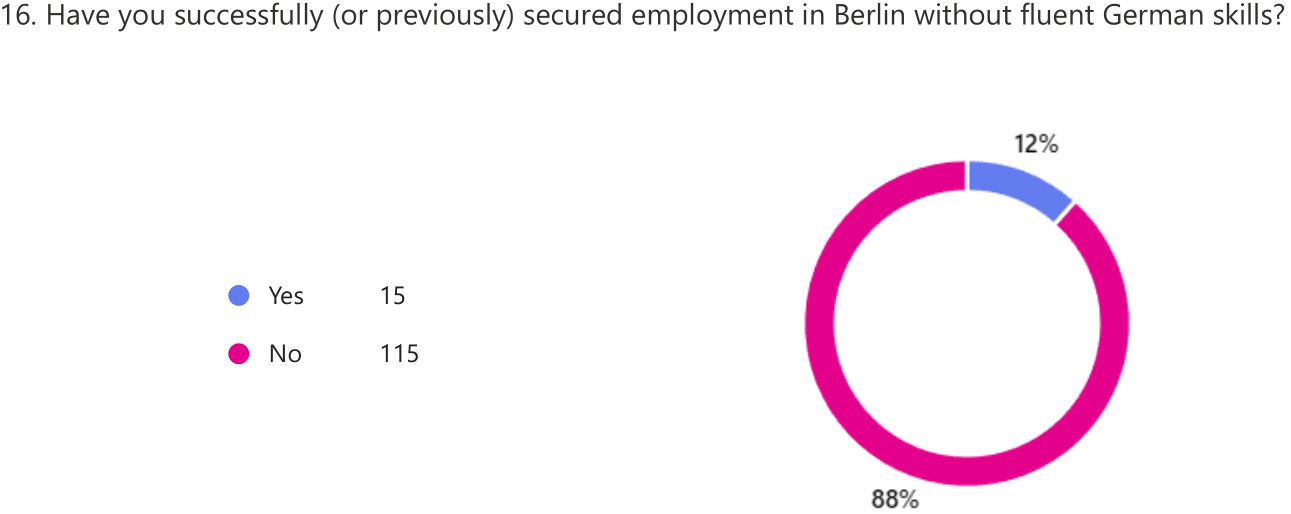 16. Have you successfully (or previously) secured employment in Berlin without fluent German skills?
12%
Yes 15
No 115
88%